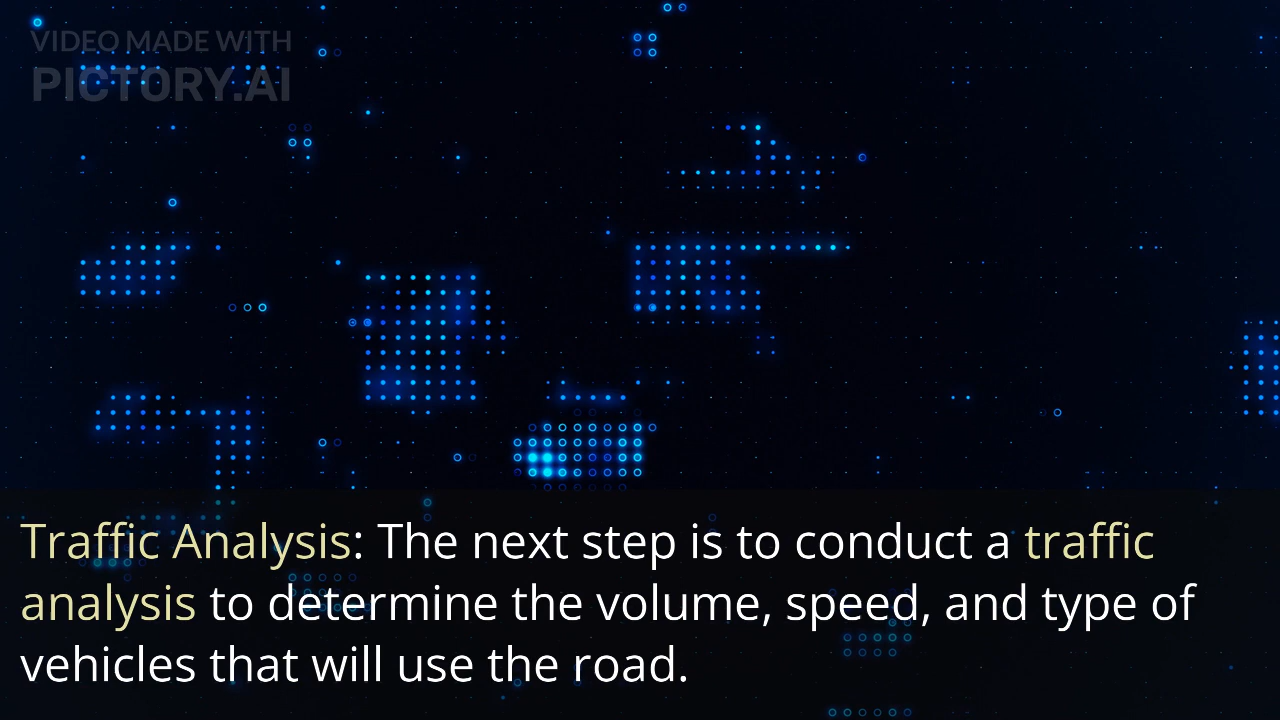 VIDEO MADE WITH
PICTORY.AI
Traffic Analysis: The next step is to conduct a traffic
analysis to determine the volume, speed, and type of
vehicles that will use the road.